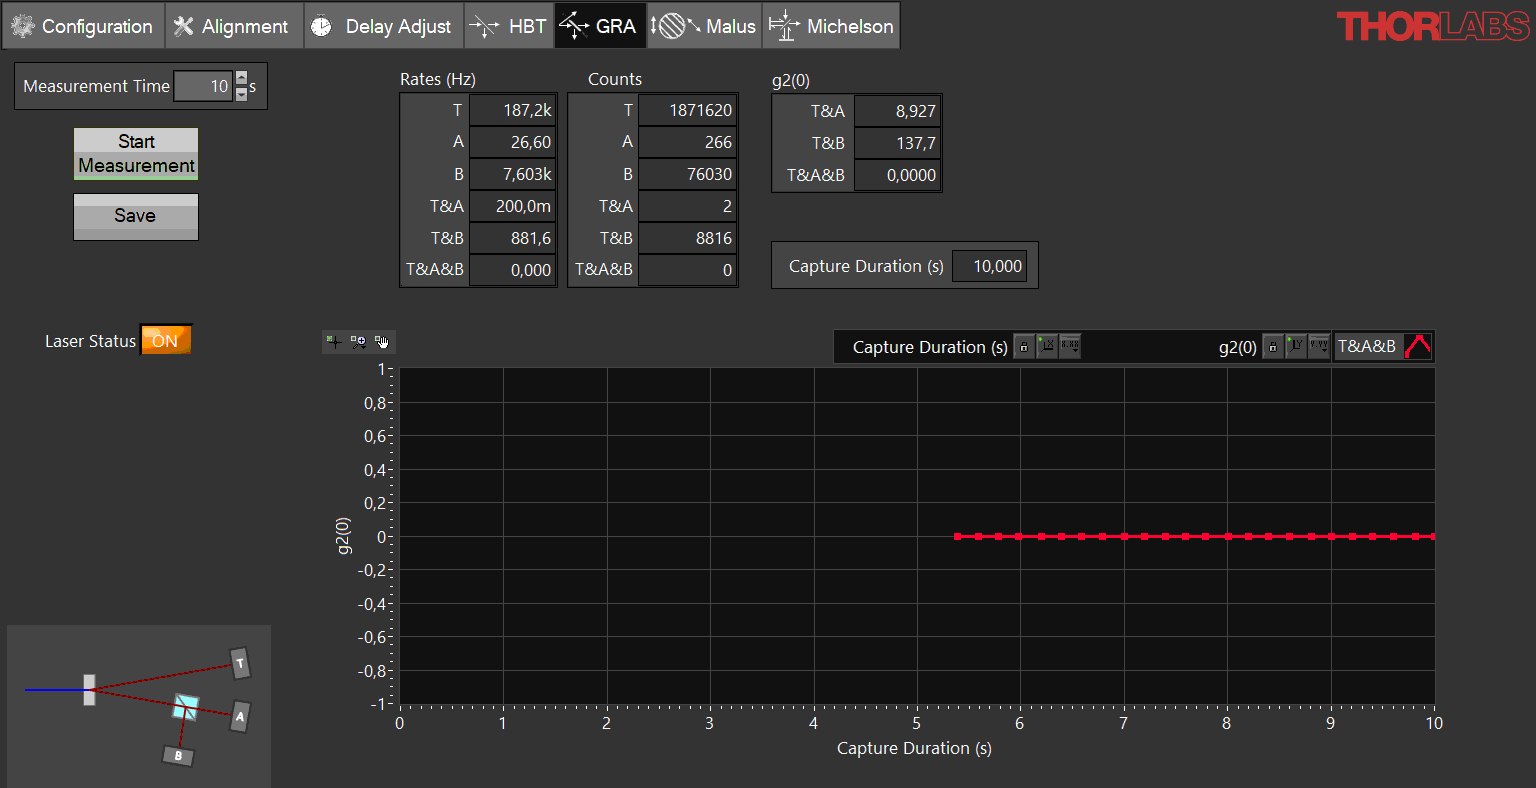 Configuration Alignment Delay Adjust HBT GRA Malus Michelson THORLABS
Measurement Time 10 s
Start
Measurement
Save
Rates (Hz) Counts g2(0)
T 187,2k T 1871620 T&A 8,927
A 26,60 A 266 T&B 137,7
B 7,603k B 76030 T&A&B 0,0000
T&A 200,0m T&A 2
T&B 881,6 T&B 8816
T&A&B 0,000 T&A&B 0
Capture Duration (s) 10,000
Laser Status ON
Capture Duration (s) g2(0) T&A&B
1
0,8
0,6
0,4
0,2
0
-0,2
-0,4
-0,6
-0,8
-1
g2(0)
0 1 2 3 4 5 6 7 8 9 10
Capture Duration (s)
T
A
B